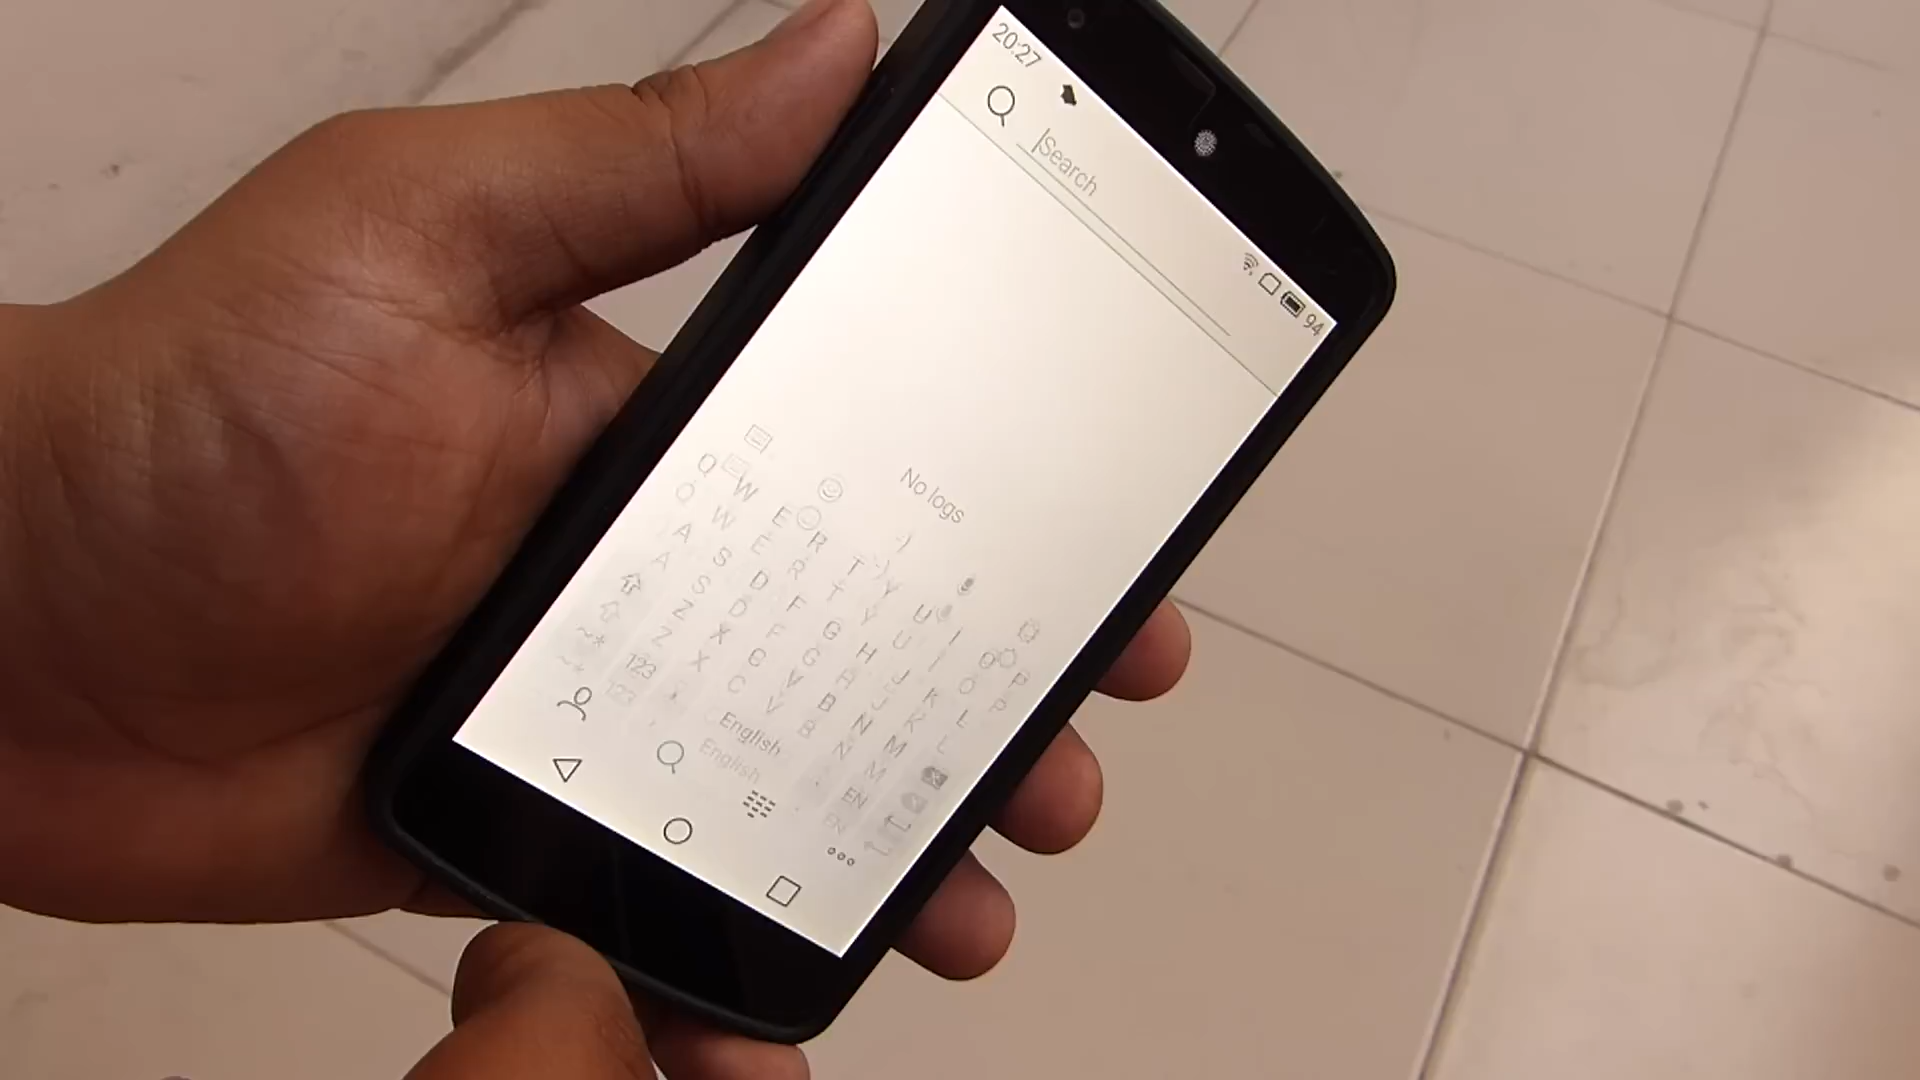 20:27
94
Search
No logs
:-)
Q W E R T Y U I O P
A S D F G H J K L
Z X C V B N M
~* 123 English EN